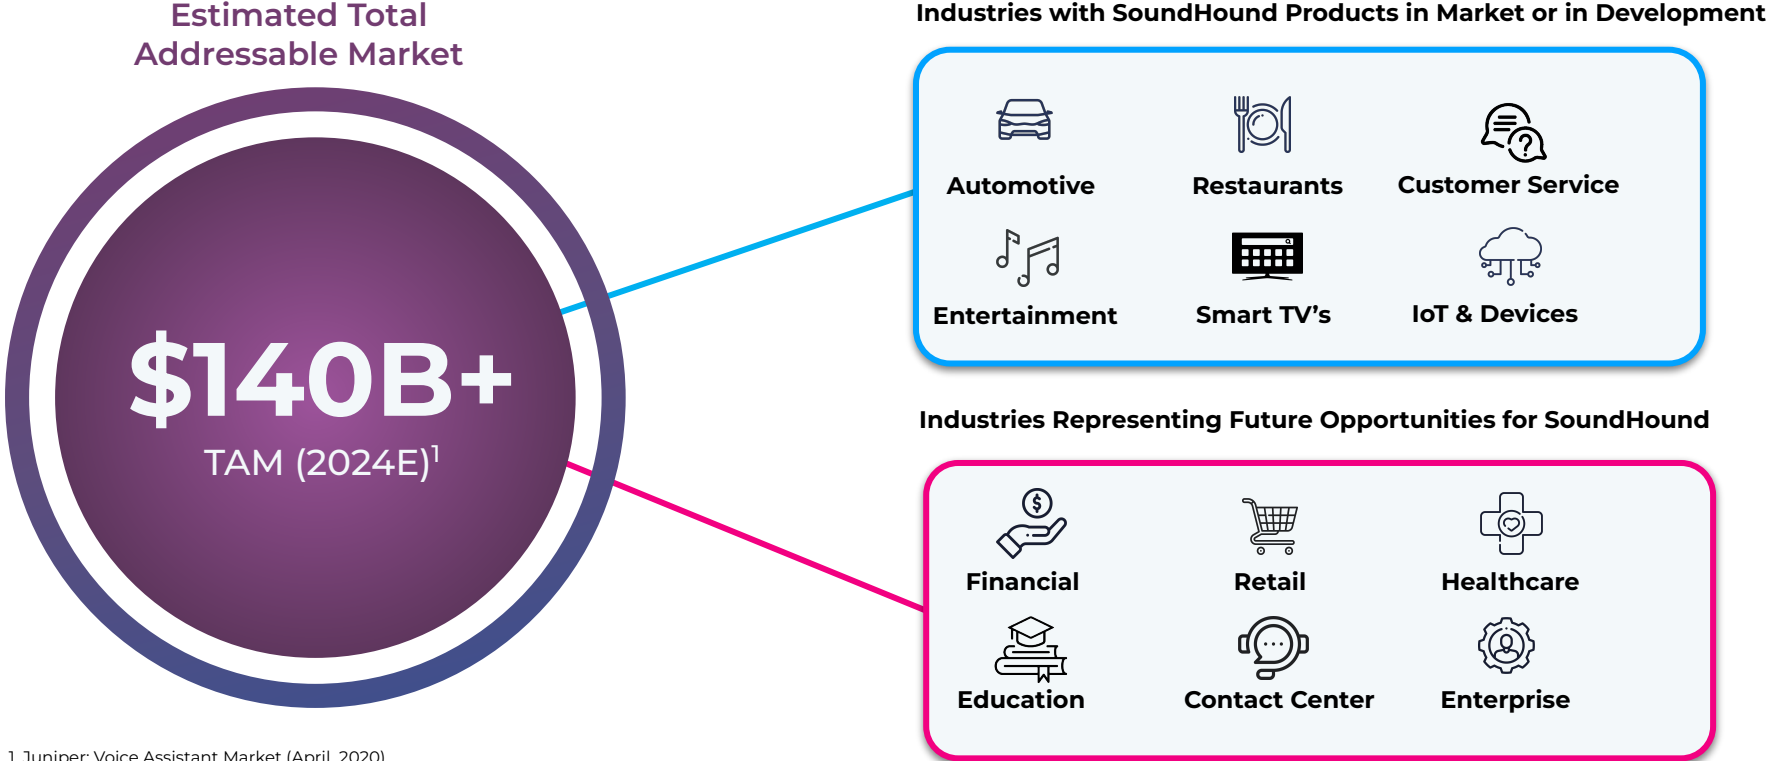 Estimated Total
Addressable Market
$140B+
TAM (2024E)1
Industries with SoundHound Products in Market or in Development
Automotive
Restaurants
Customer Service
Entertainment
Smart TV’s
IoT & Devices
Industries Representing Future Opportunities for SoundHound
Financial
Retail
Healthcare
Education
Contact Center
Enterprise
1. Juniper: Voice Assistant Market (April, 2020)